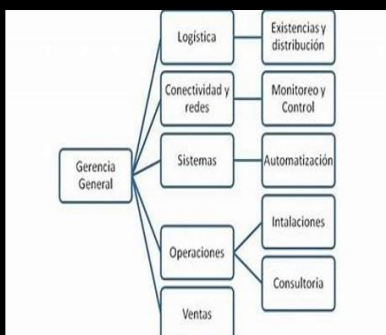 Logística
Existencias y
distribución
Conectividad y
redes
Monitoreo y
Control
Gerencia
General
Sistemas
Automatización
Operaciones
Intalaciones
Consultoria
Ventas